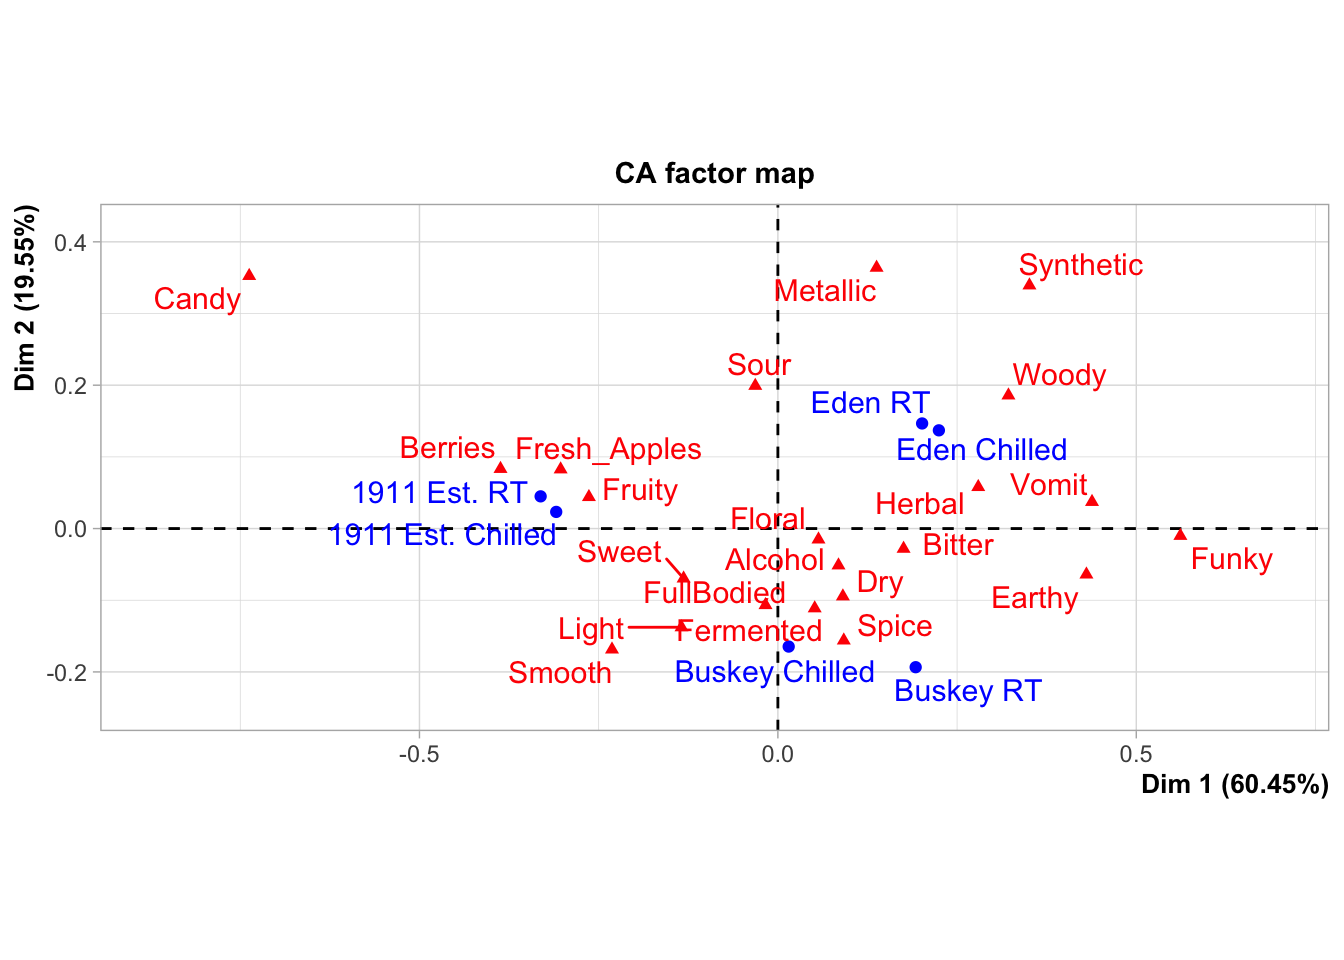 CA factor map
Dim 2 (19.55%)
0.4
0.2
0.0
-0.2
Synthetic
Metallic
Candy
Sour
Woody
Eden RT
Berries
Fresh_Apples
Eden Chilled
1911 Est. RT
Fruity
Vomit
Herbal
Floral
1911 Est. Chilled
Bitter
Sweet
Alcohol
Funky
Dry
FullBodied
Earthy
Light
Fermented
Spice
Smooth
Buskey Chilled
Buskey RT
-0.5
0.0
0.5
Dim 1 (60.45%)